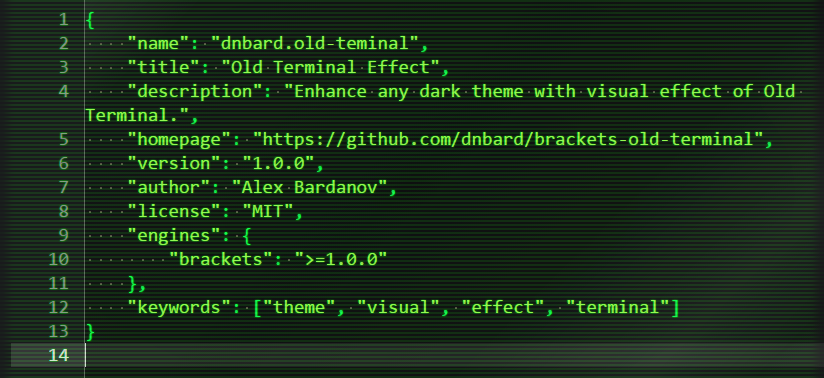 1 {
2 ····"name":·"dnbard.old-teminal",
3 ····"title":·"Old·Terminal·Effect",
4 ····"description":·"Enhance·any·dark·theme·with·visual·effect·of·Old·
Terminal.",
5 ····"homepage":·"https://github.com/dnbard/brackets-old-terminal",
6 ····"version":·"1.0.0",
7 ····"author":·"Alex·Bardanov",
8 ····"license":·"MIT",
9 ····"engines":·{
10 ········"brackets":·">=1.0.0"
11 ····},
12 ····"keywords":·["theme",·"visual",·"effect",·"terminal"]
13 }
14